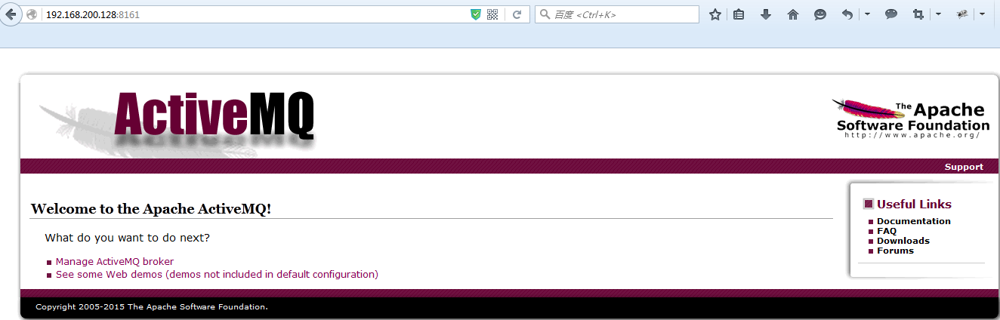 192.168.200.128:8161
百度 <Ctrl+K>
ActiveMQ
The Apache
Software Foundation
http://www.apache.org/
Support
Welcome to the Apache ActiveMQ!
What do you want to do next?
Manage ActiveMQ broker
See some Web demos (demos not included in default configuration)
Useful Links
Documentation
FAQ
Downloads
Forums
Copyright 2005-2015 The Apache Software Foundation.